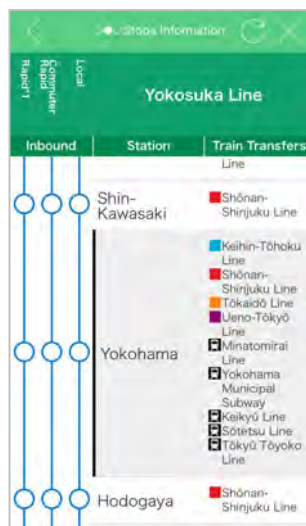 Stops Information
Rapid*1
Commuter
Rapid
Local
Yokosuka Line
Inbound
Station
Train Transfers
Line
Shin-
Kawasaki
Shōnan-
Shinjuku Line
Yokohama
Keihin-Tōhoku
Line
Shōnan-
Shinjuku Line
Tōkaidō Line
Ueno-Tōkyō
Line
Minatomirai
Line
Yokohama
Municipal
Subway
Keikyū Line
Sōtetsu Line
Tōkyū Tōyoko
Line
Hodogaya
Shōnan-
Shinjuku Line